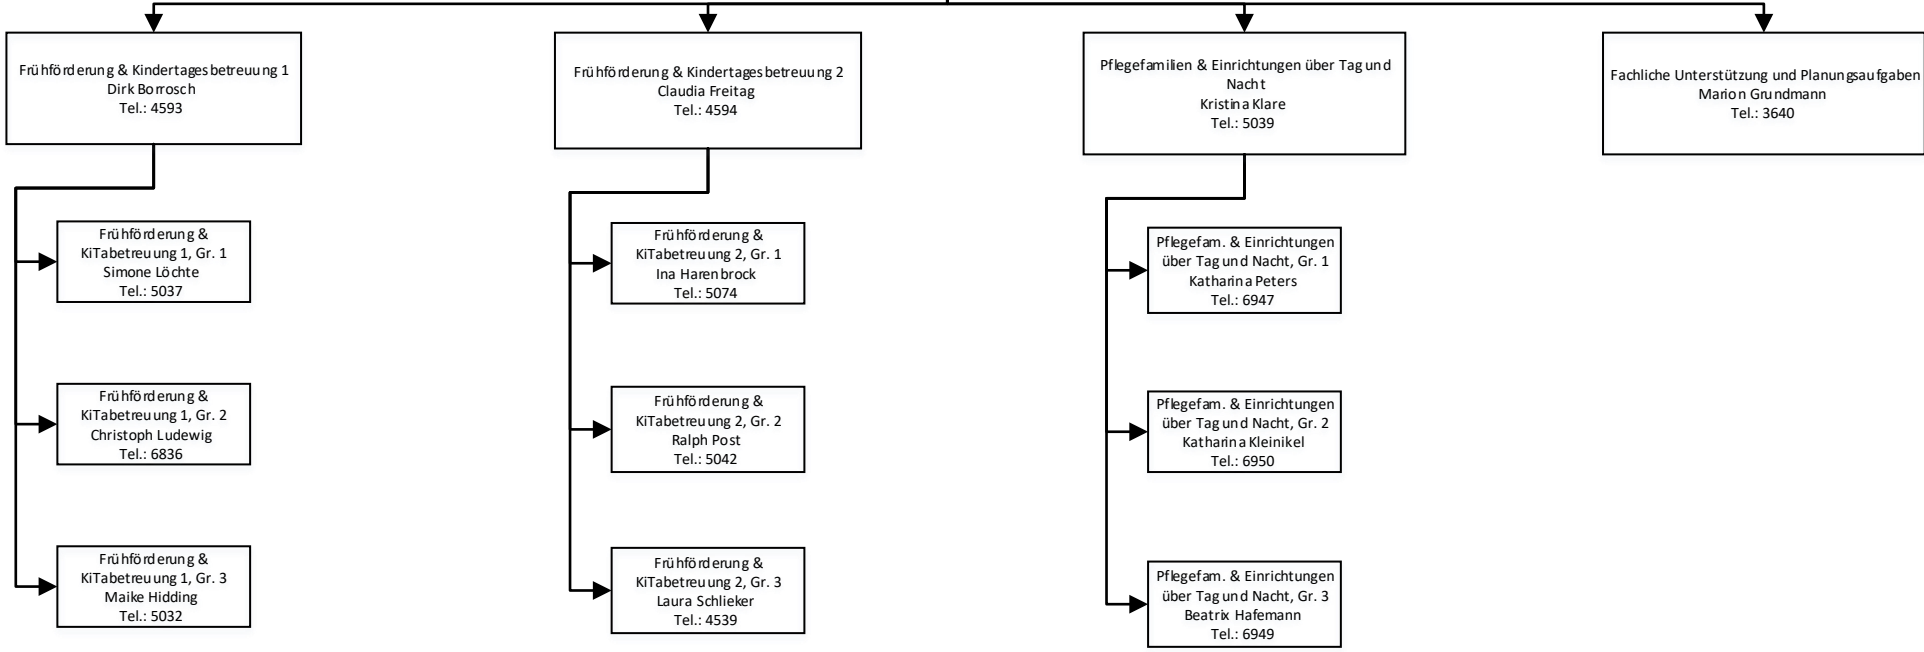 Frühförderung & Kindertagesbetreuung 1
Dirk Borrosch
Tel.: 4593
Frühförderung & Kindertagesbetreuung 2
Claudia Freitag
Tel.: 4594
Pflegefamilien & Einrichtungen über Tag und
Nacht
Kristina Klare
Tel.: 5039
Fachliche Unterstützung und Planungsaufgaben
Marion Grundmann
Tel.: 3640
Frühförderung &
KiTabetreuung 1, Gr. 1
Simone Löchte
Tel.: 5037
Frühförderung &
KiTabetreuung 1, Gr. 2
Christoph Ludewig
Tel.: 6836
Frühförderung &
KiTabetreuung 1, Gr. 3
Maike Hidding
Tel.: 5032
Frühförderung &
KiTabetreuung 2, Gr. 1
Ina Harenbrock
Tel.: 5074
Frühförderung &
KiTabetreuung 2, Gr. 2
Ralph Post
Tel.: 5042
Frühförderung &
KiTabetreuung 2, Gr. 3
Laura Schlieker
Tel.: 4539
Pflegefam. & Einrichtungen
über Tag und Nacht, Gr. 1
Katharina Peters
Tel.: 6947
Pflegefam. & Einrichtungen
über Tag und Nacht, Gr. 2
Katharina Kleinikel
Tel.: 6950
Pflegefam. & Einrichtungen
über Tag und Nacht, Gr. 3
Beatrix Hafemann
Tel.: 6949